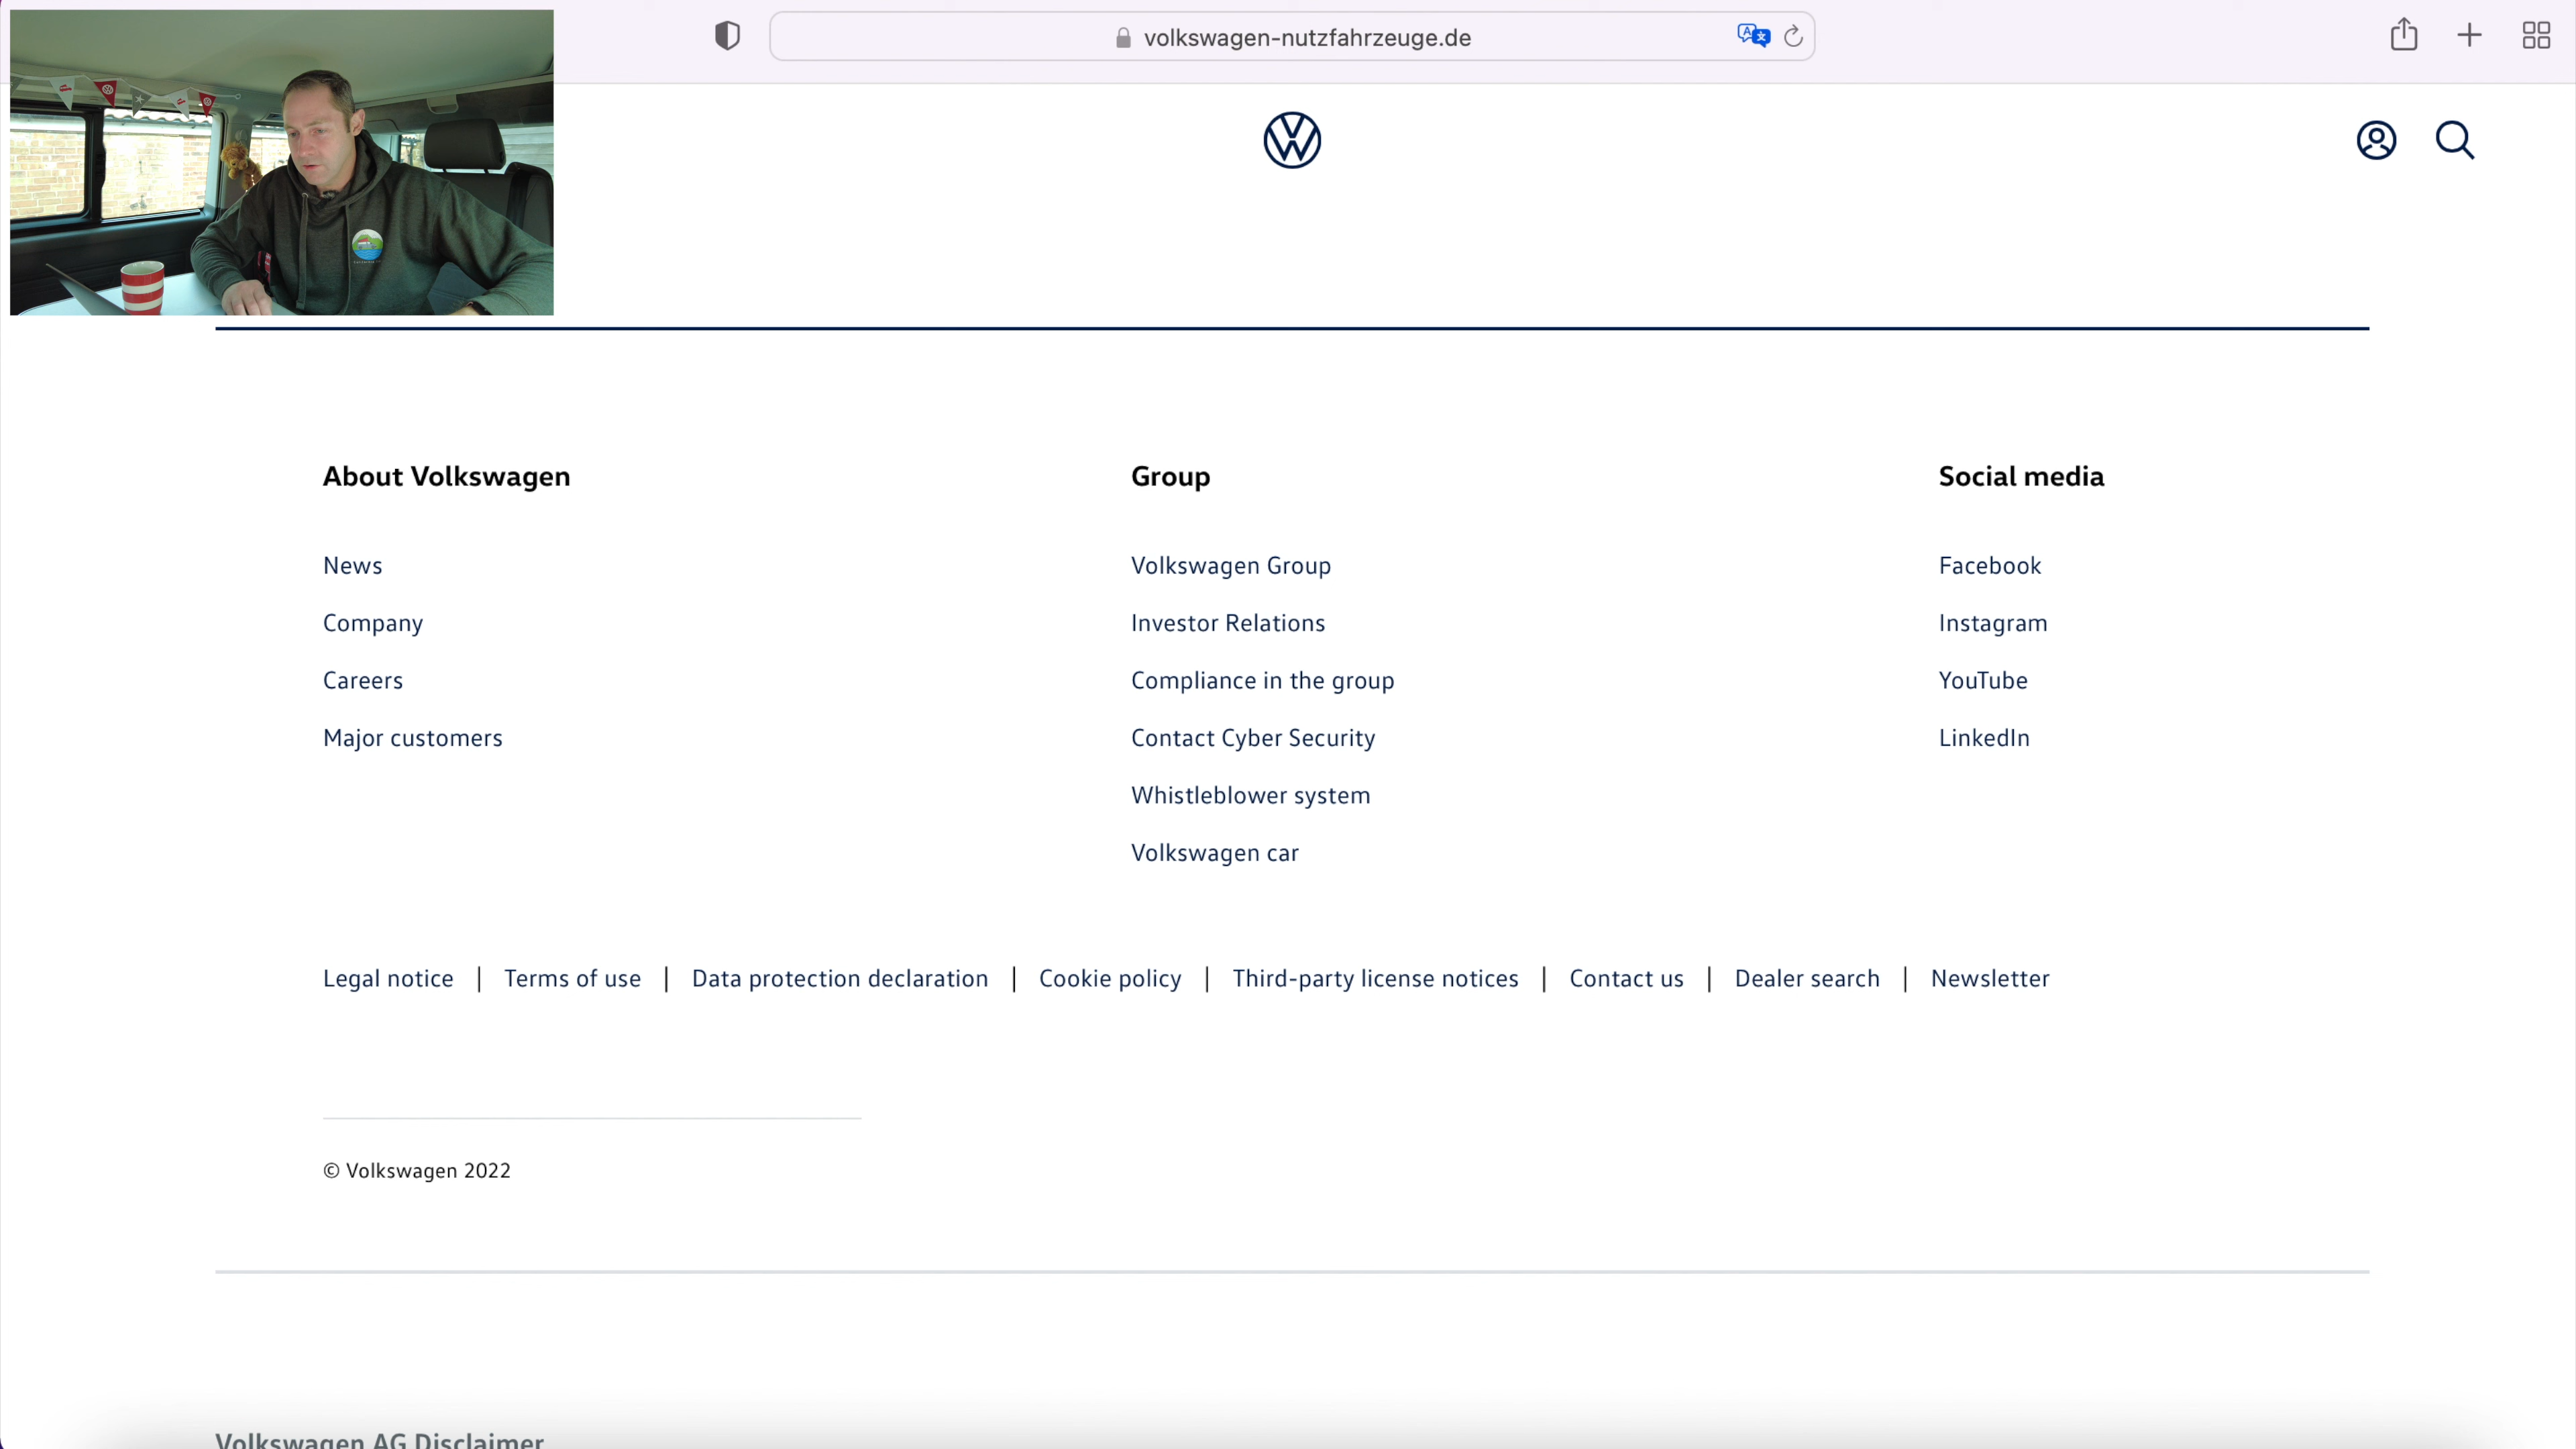 volkswagen-nutzfahrzeuge.de
About Volkswagen
News
Company
Careers
Major customers
Group
Volkswagen Group
Investor Relations
Compliance in the group
Contact Cyber Security
Whistleblower system
Volkswagen car
Social media
Facebook
Instagram
YouTube
LinkedIn
Legal notice | Terms of use | Data protection declaration | Cookie policy | Third-party license notices | Contact us | Dealer search | Newsletter
© Volkswagen 2022
Volkswagen AG Disclaimer